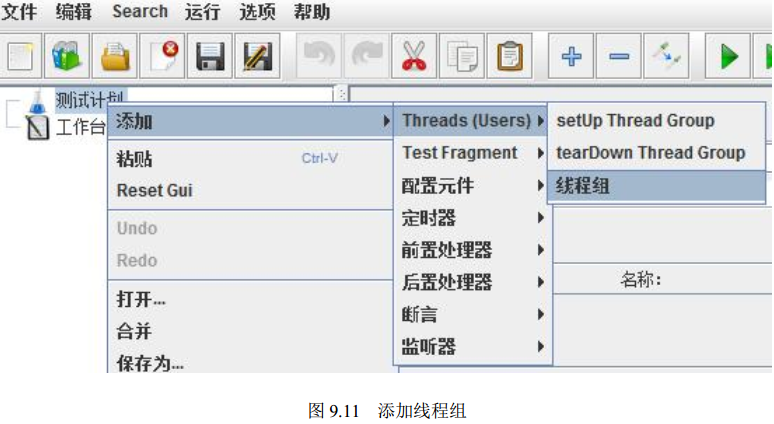 文件 编辑 Search 运行 选项 帮助
测试计划
工作台
添加
粘贴 Ctrl-V
Reset Gui
Undo
Redo
打开...
合并
保存为...
Threads (Users)
Test Fragment
配置元件
定时器
前置处理器
后置处理器
断言
监听器
setUp Thread Group
tearDown Thread Group
线程组
名称:
图 9.11 添加线程组